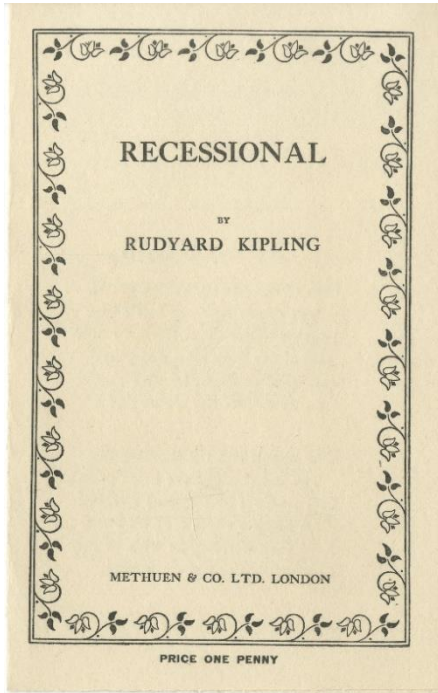 RECESSIONAL
BY
RUDYARD KIPLING
METHUEN & CO. LTD. LONDON
PRICE ONE PENNY